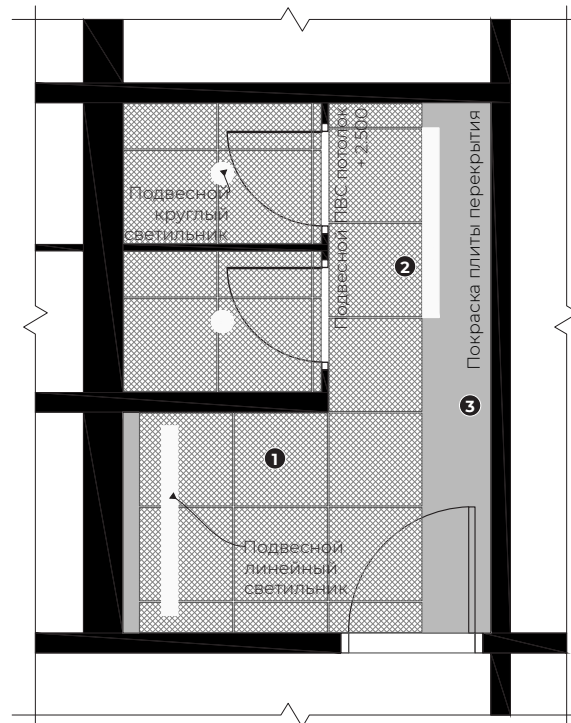 Подвесной ПВС потолок
+ 2.500
Покраска плиты перекрытия
Подвесной
круглый
светильник
2
3
1
Подвесной
линейный
светильник